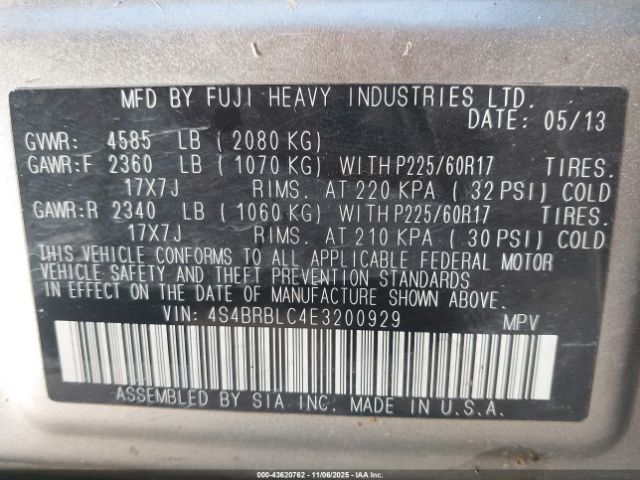 MFD BY FUJI HEAVY INDUSTRIES LTD.
DATE: 05/13
GVWR: 4585 LB ( 2080 KG)
GAWR:F 2360 LB ( 1070 KG) WITH P225/60R17 TIRES.
17X7J RIMS. AT 220 KPA ( 32 PSI) COLD
GAWR:R 2340 LB ( 1060 KG) WITH P225/60R17 TIRES.
17X7J RIMS. AT 210 KPA ( 30 PSI) COLD
THIS VEHICLE CONFORMS TO ALL APPLICABLE FEDERAL MOTOR
VEHICLE SAFETY AND THEFT PREVENTION STANDARDS
IN EFFECT ON THE DATE OF MANUFACTURE SHOWN ABOVE.
VIN: 4S4BRBLC4E3200929 MPV
ASSEMBLED BY SIA INC. MADE IN U.S.A.
000-43620762 - 11/06/2025 - IAA Inc.